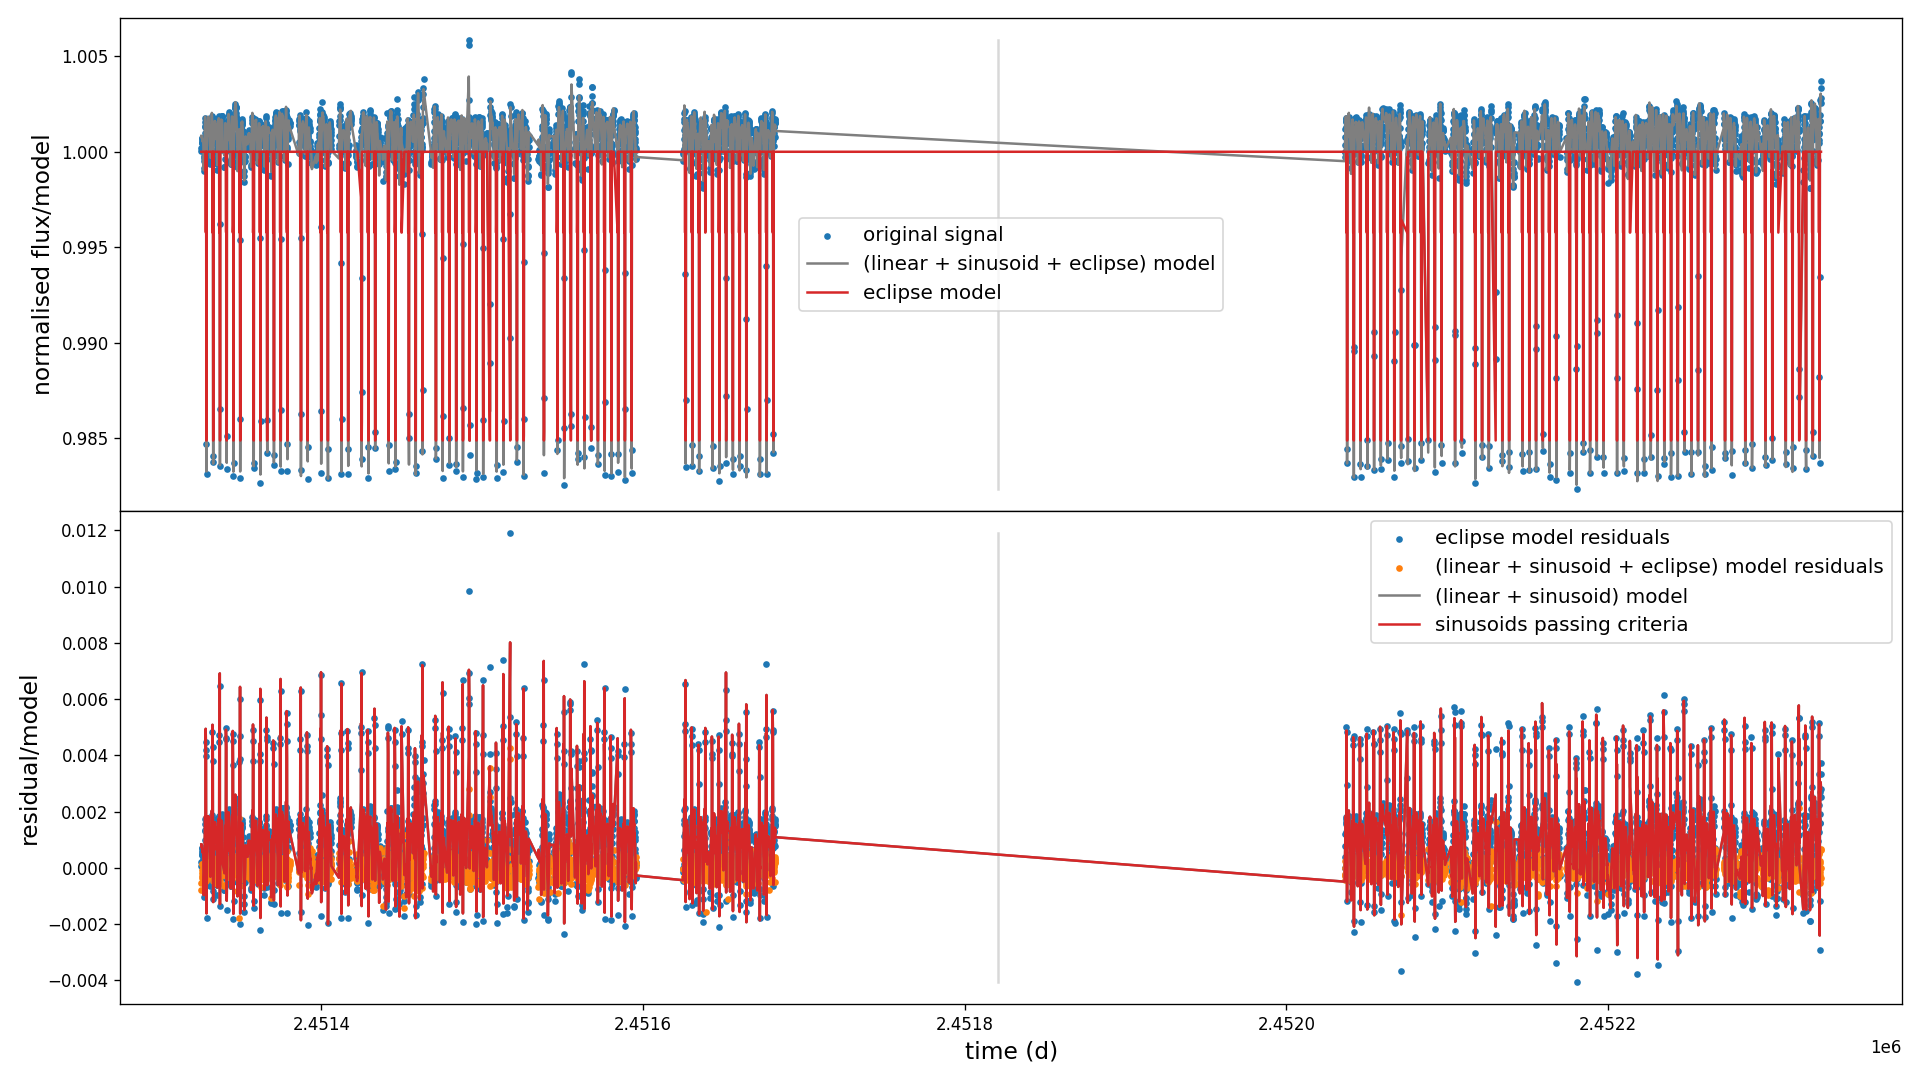 normalised flux/model
1.005
1.000
0.995
0.990
0.985
original signal
(linear + sinusoid + eclipse) model
eclipse model
residual/model
0.012
0.010
0.008
0.006
0.004
0.002
0.000
−0.002
−0.004
eclipse model residuals
(linear + sinusoid + eclipse) model residuals
(linear + sinusoid) model
sinusoids passing criteria
2.4514
2.4516
2.4518
2.4520
2.4522
1e6
time (d)